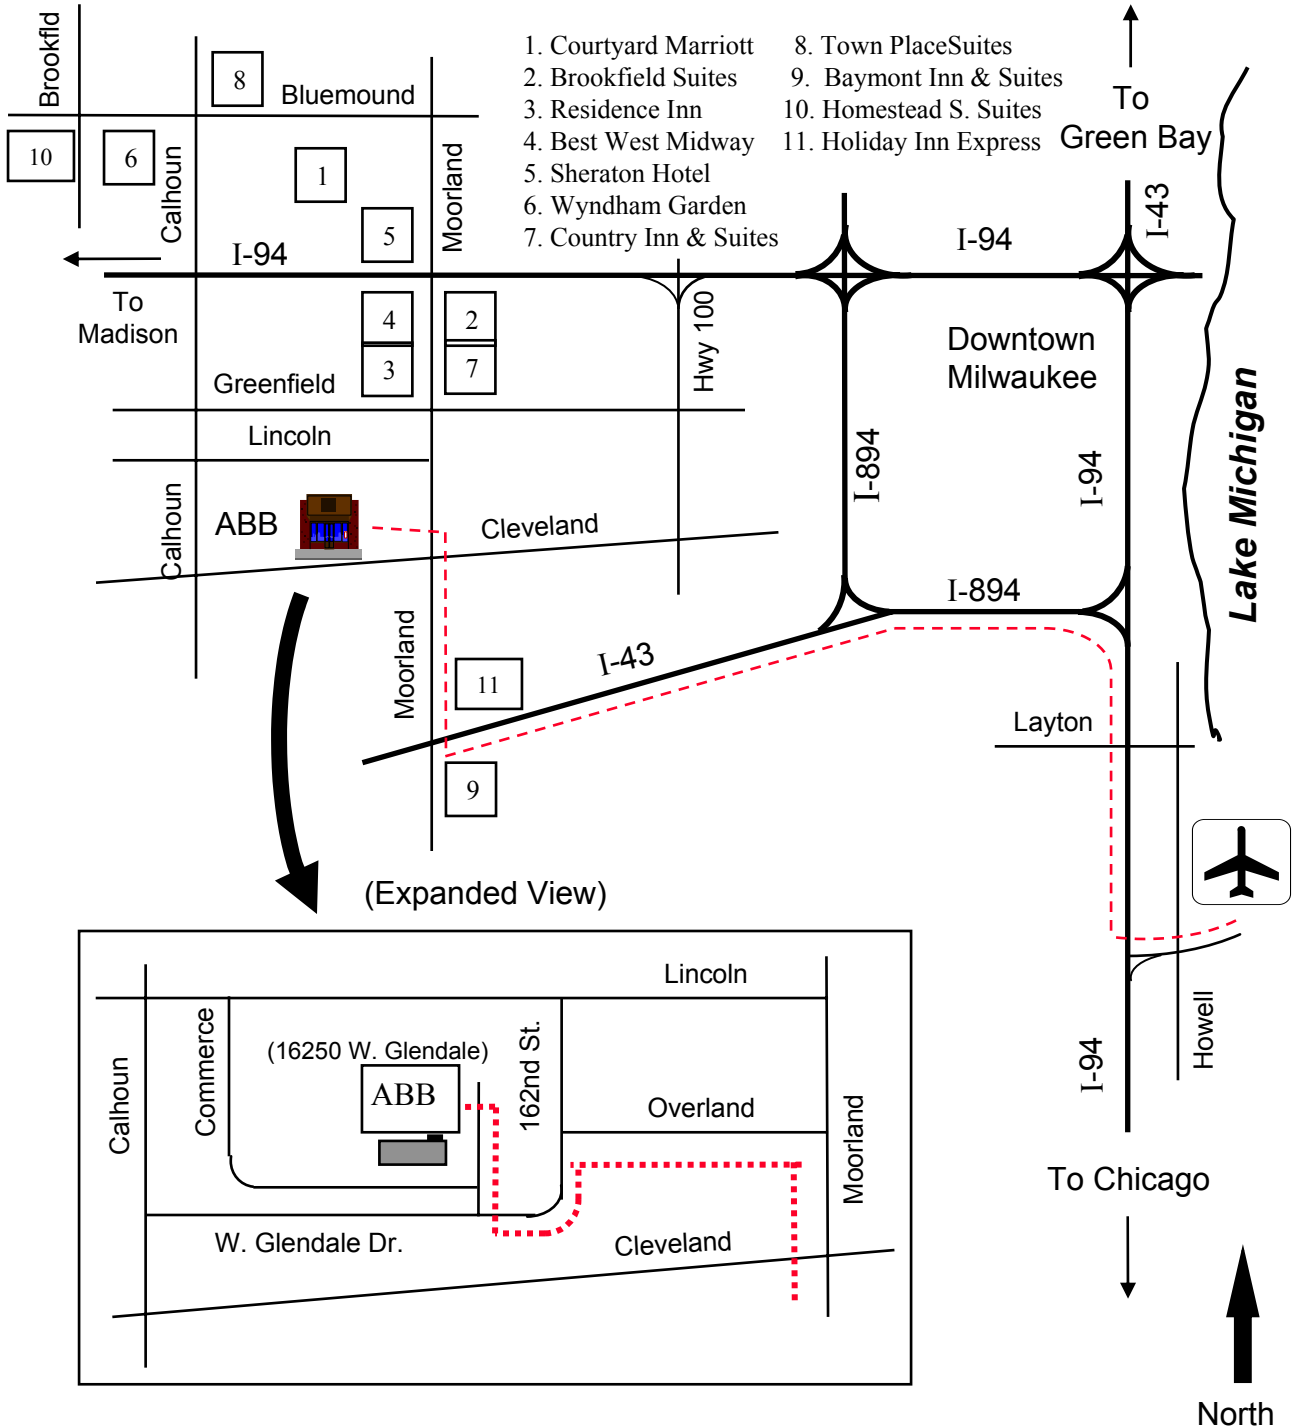 1. Courtyard Marriott
2. Brookfield Suites
3. Residence Inn
4. Best West Midway
5. Sheraton Hotel
6. Wyndham Garden
7. Country Inn & Suites
8. Town PlaceSuites
9. Baymont Inn & Suites
10. Homestead S. Suites
11. Holiday Inn Express
Brookfld
8
Bluemound
To
Green Bay
10
6
Calhoun
1
Moorland
5
I-43
I-94
I-94
To
Madison
4
2
Hwy 100
Downtown
Milwaukee
3
7
Greenfield
Lincoln
I-894
I-94
Lake Michigan
Calhoun
ABB
Cleveland
I-894
Moorland
11
I-43
Layton
9
(Expanded View)
Lincoln
Commerce
162nd St.
(16250 W. Glendale)
ABB
Calhoun
Overland
Moorland
W. Glendale Dr.
Cleveland
Howell
I-94
To Chicago
North